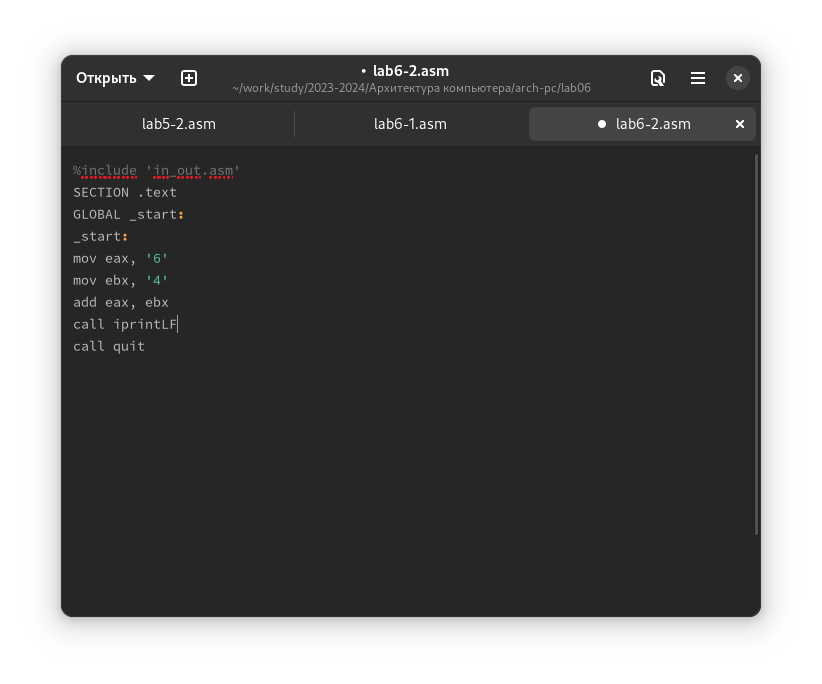 Открыть
• lab6-2.asm
~/work/study/2023-2024/Архитектура компьютера/arch-pc/lab06
lab5-2.asm
lab6-1.asm
● lab6-2.asm
%include 'in_out.asm'
SECTION .text
GLOBAL _start:
_start:
mov eax, '6'
mov ebx, '4'
add eax, ebx
call iprintLF
call quit